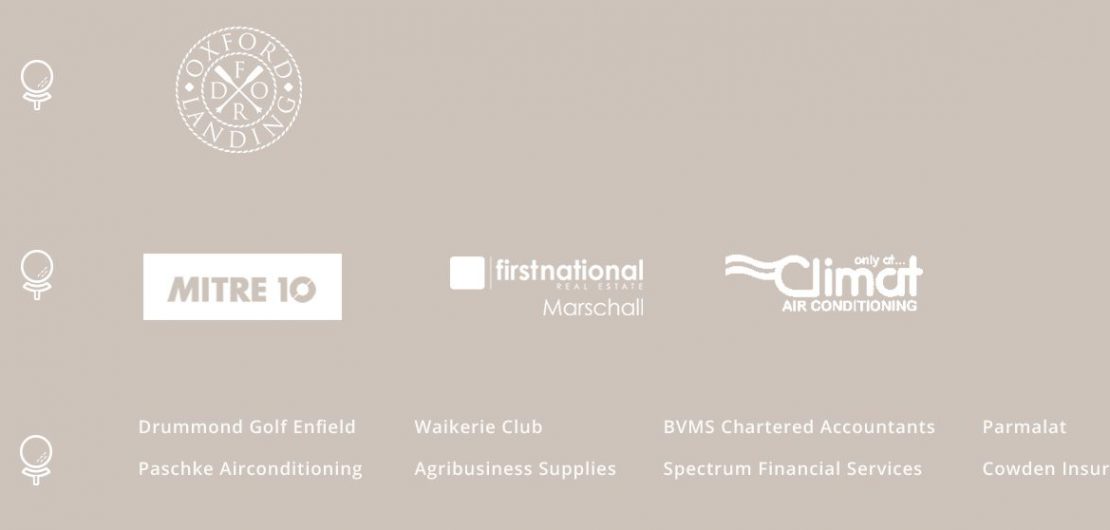 OXFORD
LANDING
F
D O
R
MITRE 10
firstnational
REAL ESTATE
Marschall
only at...
Climat
AIR CONDITIONING
Drummond Golf Enfield Waikerie Club BVMS Chartered Accountants Parmalat
Paschke Airconditioning Agribusiness Supplies Spectrum Financial Services Cowden Insur